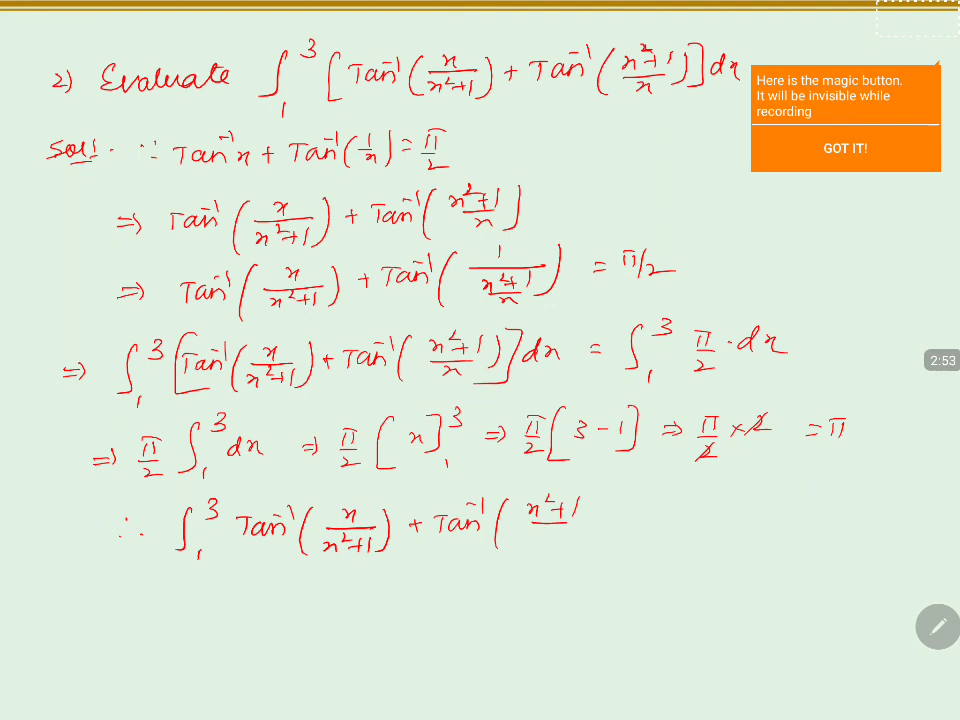 2) Evaluate ∫₁³ [Tan⁻¹(x/(x²+1)) + Tan⁻¹((x²+1)/x)] dx
Here is the magic button.
It will be invisible while
recording
GOT IT!
Sol: ∵ Tan⁻¹x + Tan⁻¹(1/x) = π/2
⇒ Tan⁻¹(x/(x²+1)) + Tan⁻¹((x²+1)/x)
⇒ Tan⁻¹(x/(x²+1)) + Tan⁻¹(1/((x²+1)/x)) = π/2
⇒ ∫₁³ [Tan⁻¹(x/(x²+1)) + Tan⁻¹((x²+1)/x)] dx = ∫₁³ π/2 · dx
2:53
⇒ π/2 ∫₁³ dx ⇒ π/2 [x]₁³ ⇒ π/2 [3-1] ⇒ π/2 × 2 = π
∴ ∫₁³ Tan⁻¹(x/(x²+1)) + Tan⁻¹(x²+1